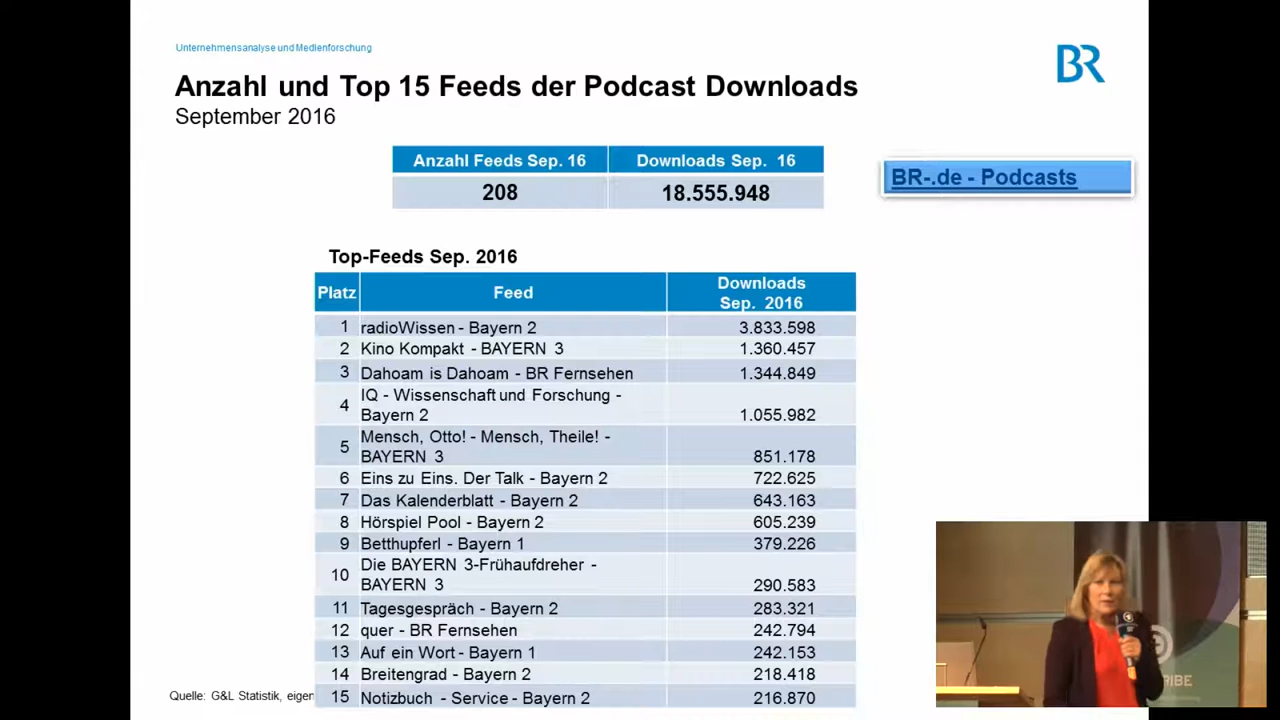 Unternehmensanalyse und Medienforschung
BR
Anzahl und Top 15 Feeds der Podcast Downloads
September 2016
Anzahl Feeds Sep. 16 Downloads Sep. 16
208 18.555.948
BR-.de - Podcasts
Top-Feeds Sep. 2016
Platz Feed Downloads
Sep. 2016
1 radioWissen - Bayern 2 3.833.598
2 Kino Kompakt - BAYERN 3 1.360.457
3 Dahoam is Dahoam - BR Fernsehen 1.344.849
4 IQ - Wissenschaft und Forschung -
Bayern 2 1.055.982
5 Mensch, Otto! - Mensch, Theile! -
BAYERN 3 851.178
6 Eins zu Eins. Der Talk - Bayern 2 722.625
7 Das Kalenderblatt - Bayern 2 643.163
8 Hörspiel Pool - Bayern 2 605.239
9 Betthupferl - Bayern 1 379.226
10 Die BAYERN 3-Frühaufdreher -
BAYERN 3 290.583
11 Tagesgespräch - Bayern 2 283.321
12 quer - BR Fernsehen 242.794
13 Auf ein Wort - Bayern 1 242.153
14 Breitengrad - Bayern 2 218.418
15 Notizbuch - Service - Bayern 2 216.870
Quelle: G&L Statistik, eiger